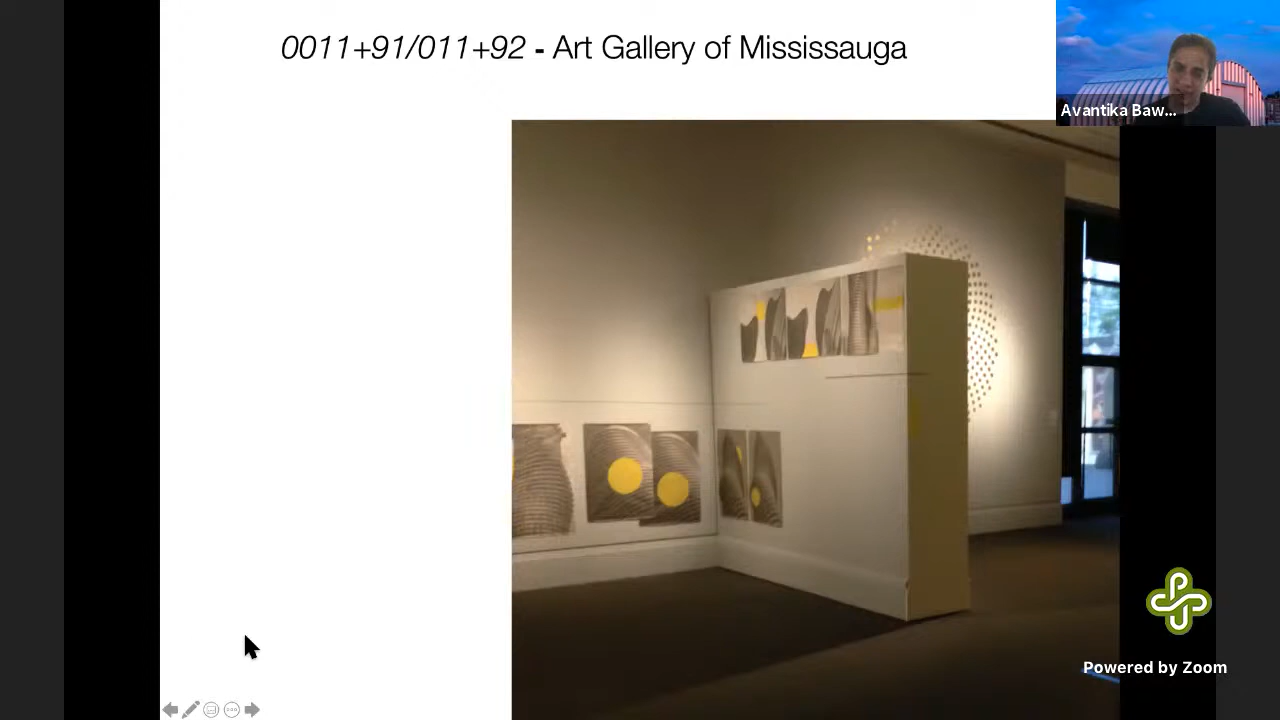 0011+91/011+92 - Art Gallery of Mississauga
Avantika Baw...
Powered by Zoom